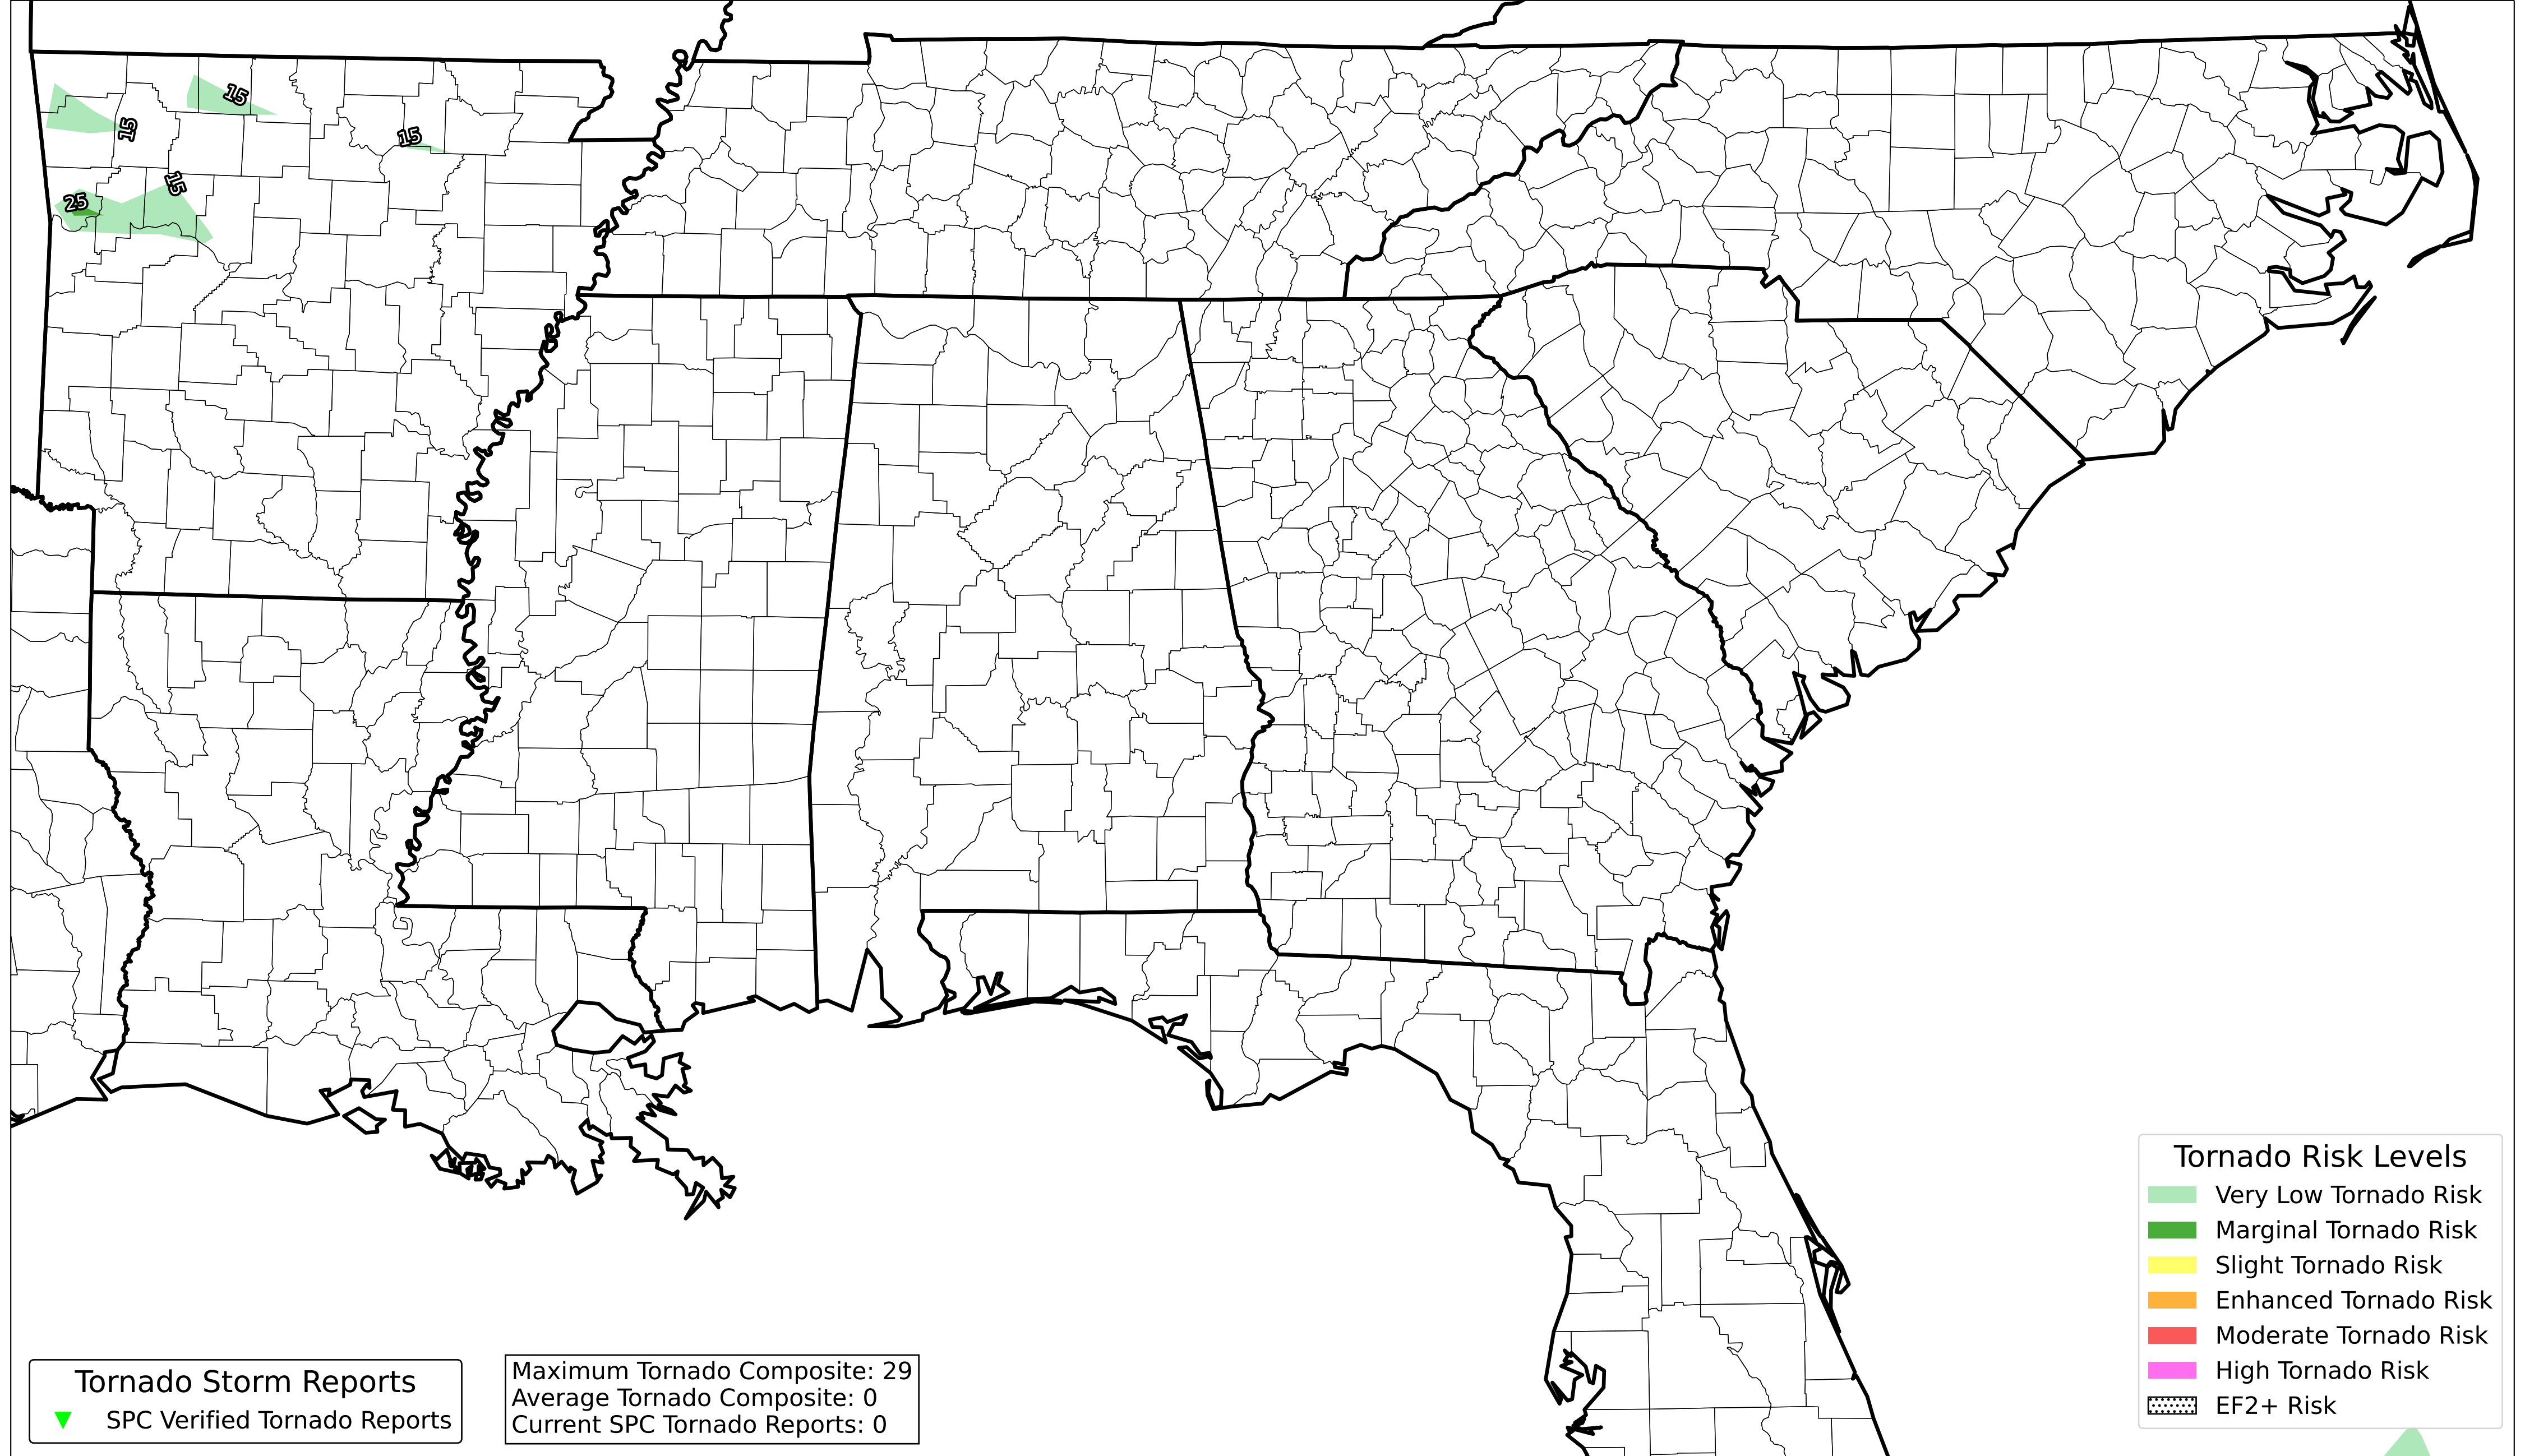 15
15
15
15
25
Tornado Risk Levels
Very Low Tornado Risk
Marginal Tornado Risk
Slight Tornado Risk
Enhanced Tornado Risk
Moderate Tornado Risk
High Tornado Risk
EF2+ Risk
Tornado Storm Reports
SPC Verified Tornado Reports
Maximum Tornado Composite: 29
Average Tornado Composite: 0
Current SPC Tornado Reports: 0